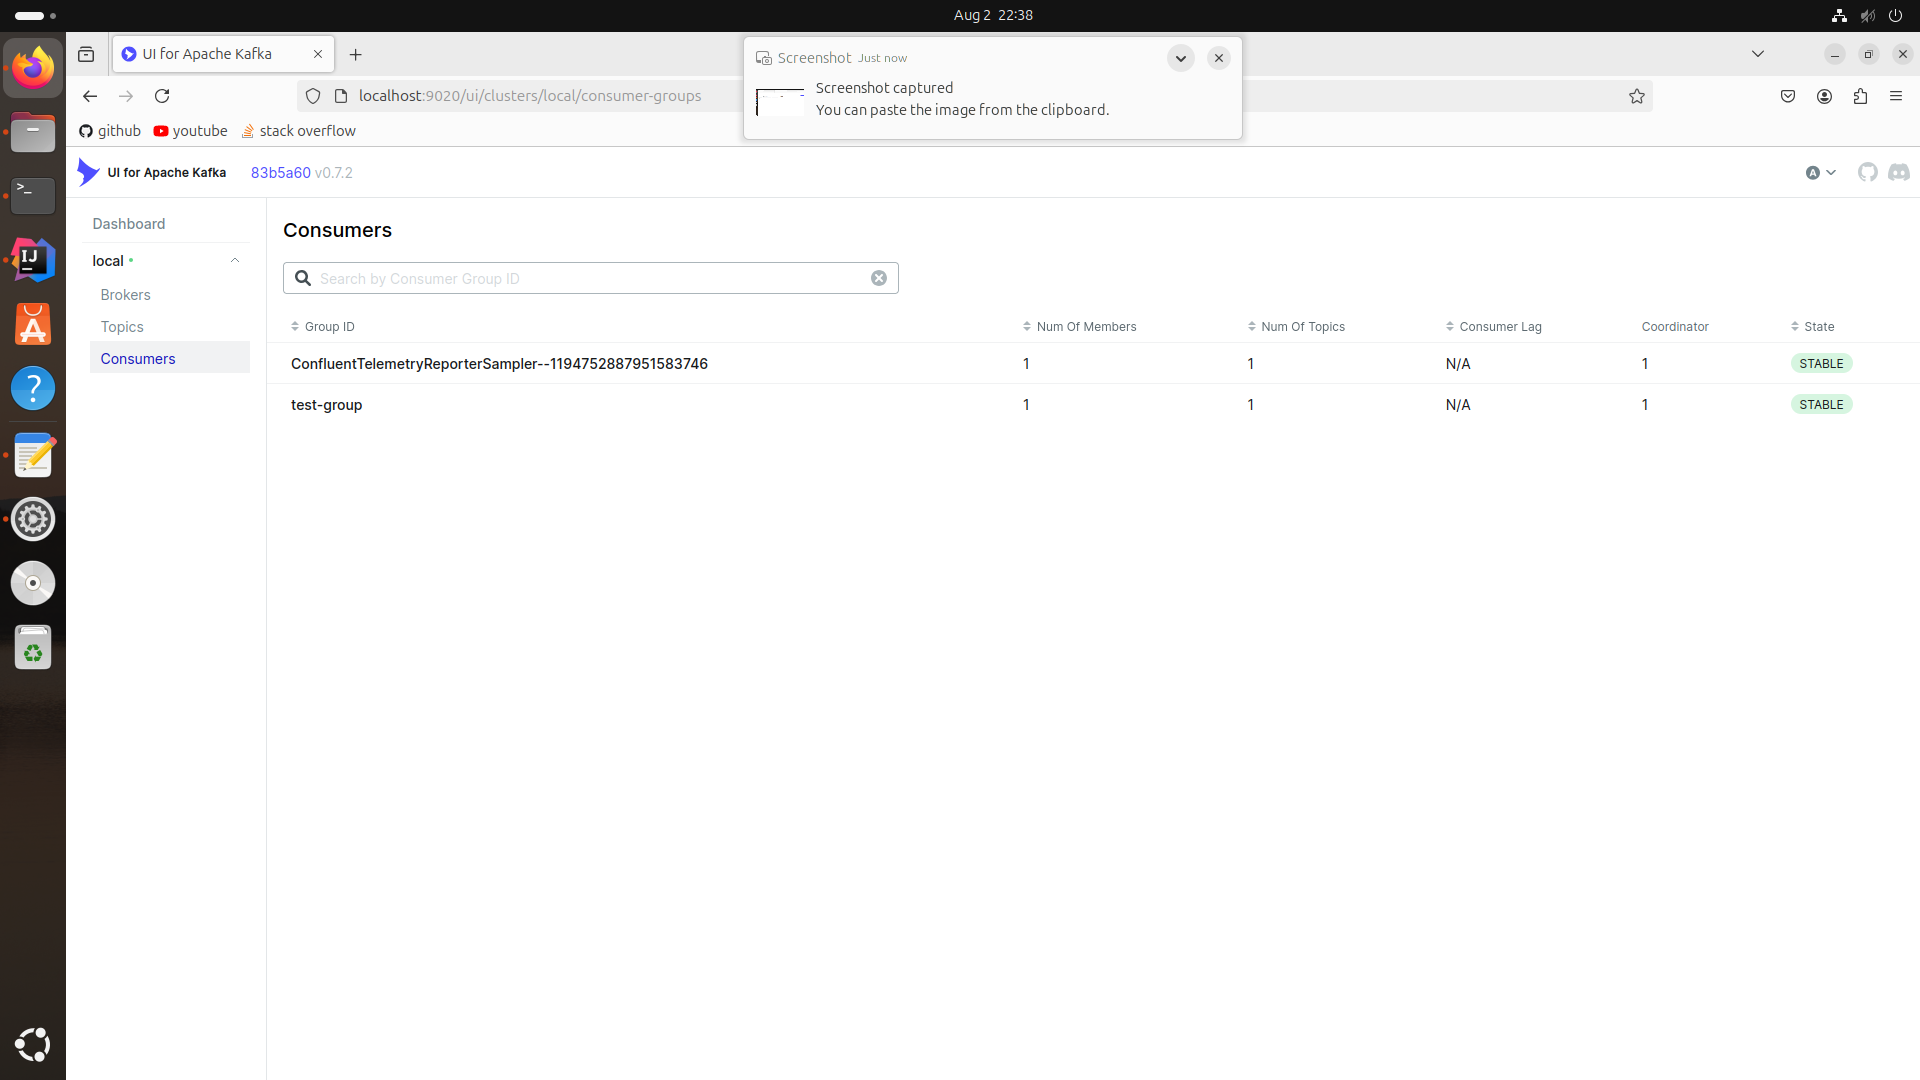 Aug 2 22:38
UI for Apache Kafka
Screenshot Just now
Screenshot captured
You can paste the image from the clipboard.
localhost:9020/ui/clusters/local/consumer-groups
github youtube stack overflow
UI for Apache Kafka 83b5a60 v0.7.2
A
Dashboard
local
Brokers
Topics
Consumers
Consumers
Search by Consumer Group ID
Group ID Num Of Members Num Of Topics Consumer Lag Coordinator State
ConfluentTelemetryReporterSampler--1194752887951583746 1 1 N/A 1 STABLE
test-group 1 1 N/A 1 STABLE
>_
IJ